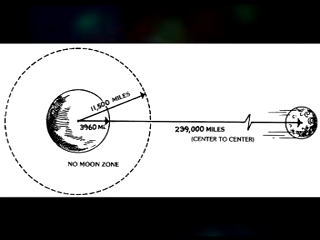 11,500 MILES
3960 MI.
239,000 MILES
(CENTER TO CENTER)
NO MOON ZONE